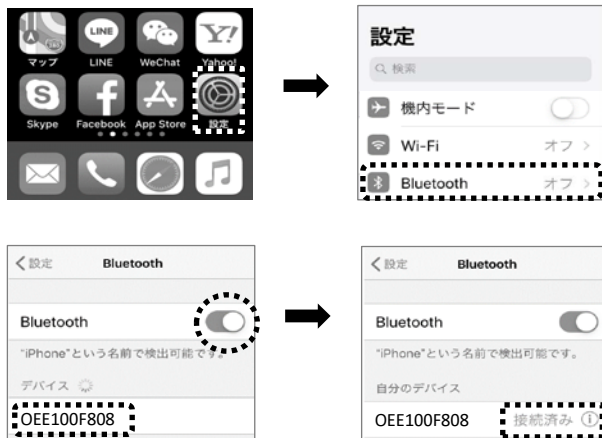 マップ LINE WeChat Yahoo!
Skype Facebook App Store 設定
設定
検索
機内モード
Wi-Fi オフ
Bluetooth オフ
設定 Bluetooth
Bluetooth
"iPhone"という名前で検出可能です。
デバイス
OEE100F808
設定 Bluetooth
Bluetooth
"iPhone"という名前で検出可能です。
自分のデバイス
OEE100F808 接続済み